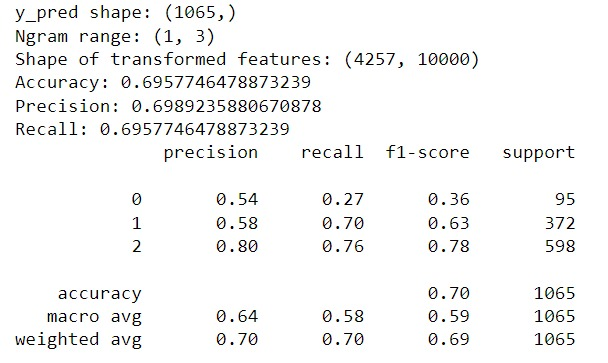 y_pred shape: (1065,)
Ngram range: (1, 3)
Shape of transformed features: (4257, 10000)
Accuracy: 0.6957746478873239
Precision: 0.6989235880670878
Recall: 0.6957746478873239
precision recall f1-score support
0 0.54 0.27 0.36 95
1 0.58 0.70 0.63 372
2 0.80 0.76 0.78 598
accuracy 0.70 1065
macro avg 0.64 0.58 0.59 1065
weighted avg 0.70 0.70 0.69 1065